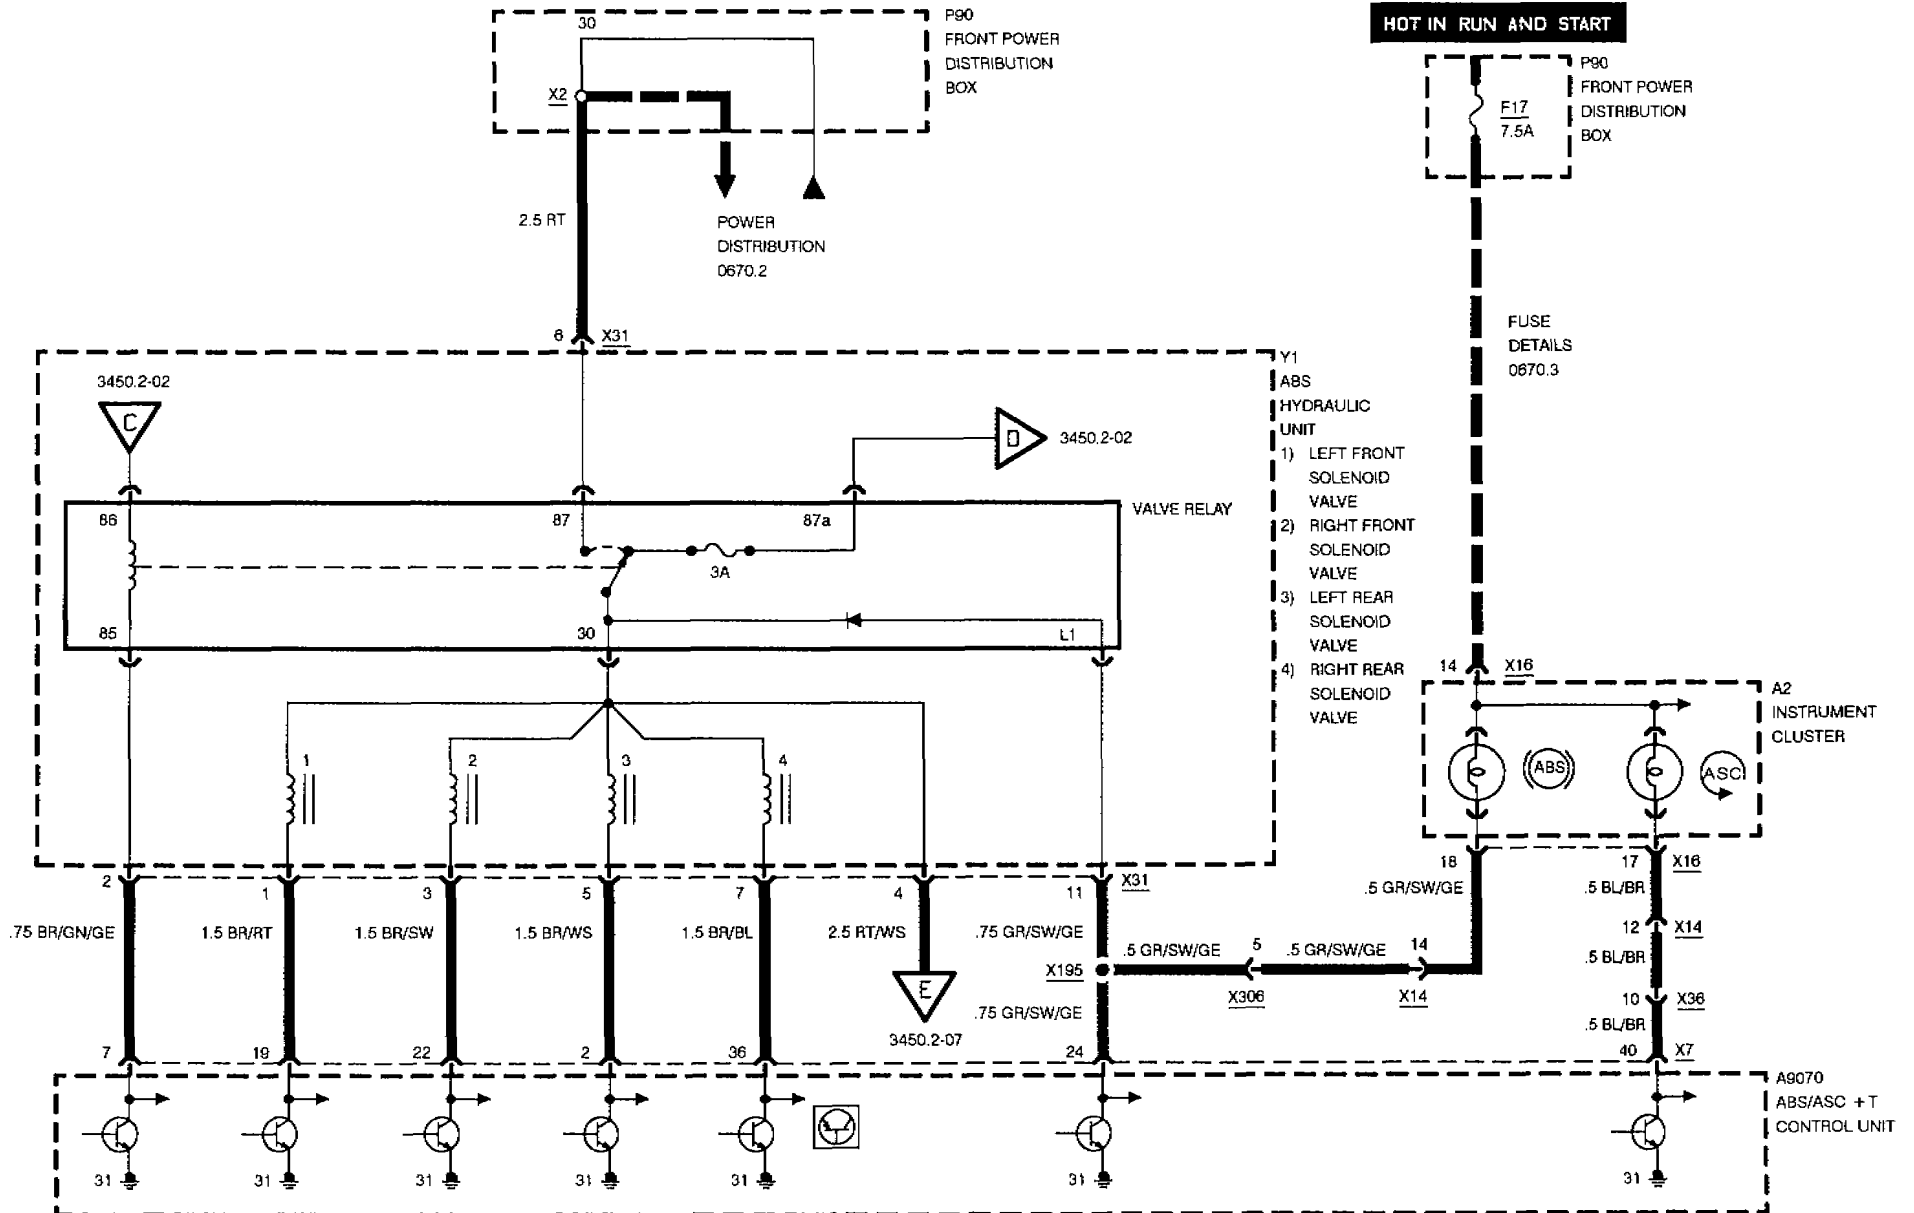 30
P90
FRONT POWER
DISTRIBUTION
BOX
X2
2.5 RT
POWER
DISTRIBUTION
0670.2
HOT IN RUN AND START
P90
FRONT POWER
DISTRIBUTION
BOX
F17
7.5A
FUSE
DETAILS
0670.3
6 X31
Y1
ABS
HYDRAULIC
UNIT
1) LEFT FRONT
SOLENOID
VALVE
2) RIGHT FRONT
SOLENOID
VALVE
3) LEFT REAR
SOLENOID
VALVE
4) RIGHT REAR
SOLENOID
VALVE
3450.2-02
C
D 3450.2-02
86 87 87a
VALVE RELAY
3A
85 30 L1
1 2 3 4
14 X16
A2
INSTRUMENT
CLUSTER
ABS
ASC
18 17 X16
2 1 3 5 7 4 11 X31
.75 BR/GN/GE 1.5 BR/RT 1.5 BR/SW 1.5 BR/WS 1.5 BR/BL 2.5 RT/WS .75 GR/SW/GE
.5 GR/SW/GE
.5 BL/BR
12 X14
X195 .5 GR/SW/GE 5 .5 GR/SW/GE 14
X306 X14
.5 BL/BR
10 X36
E
3450.2-07
.75 GR/SW/GE
.5 BL/BR
7 19 22 2 36 24 40 X7
A9070
ABS/ASC +T
CONTROL UNIT
31 31 31 31 31 31 31